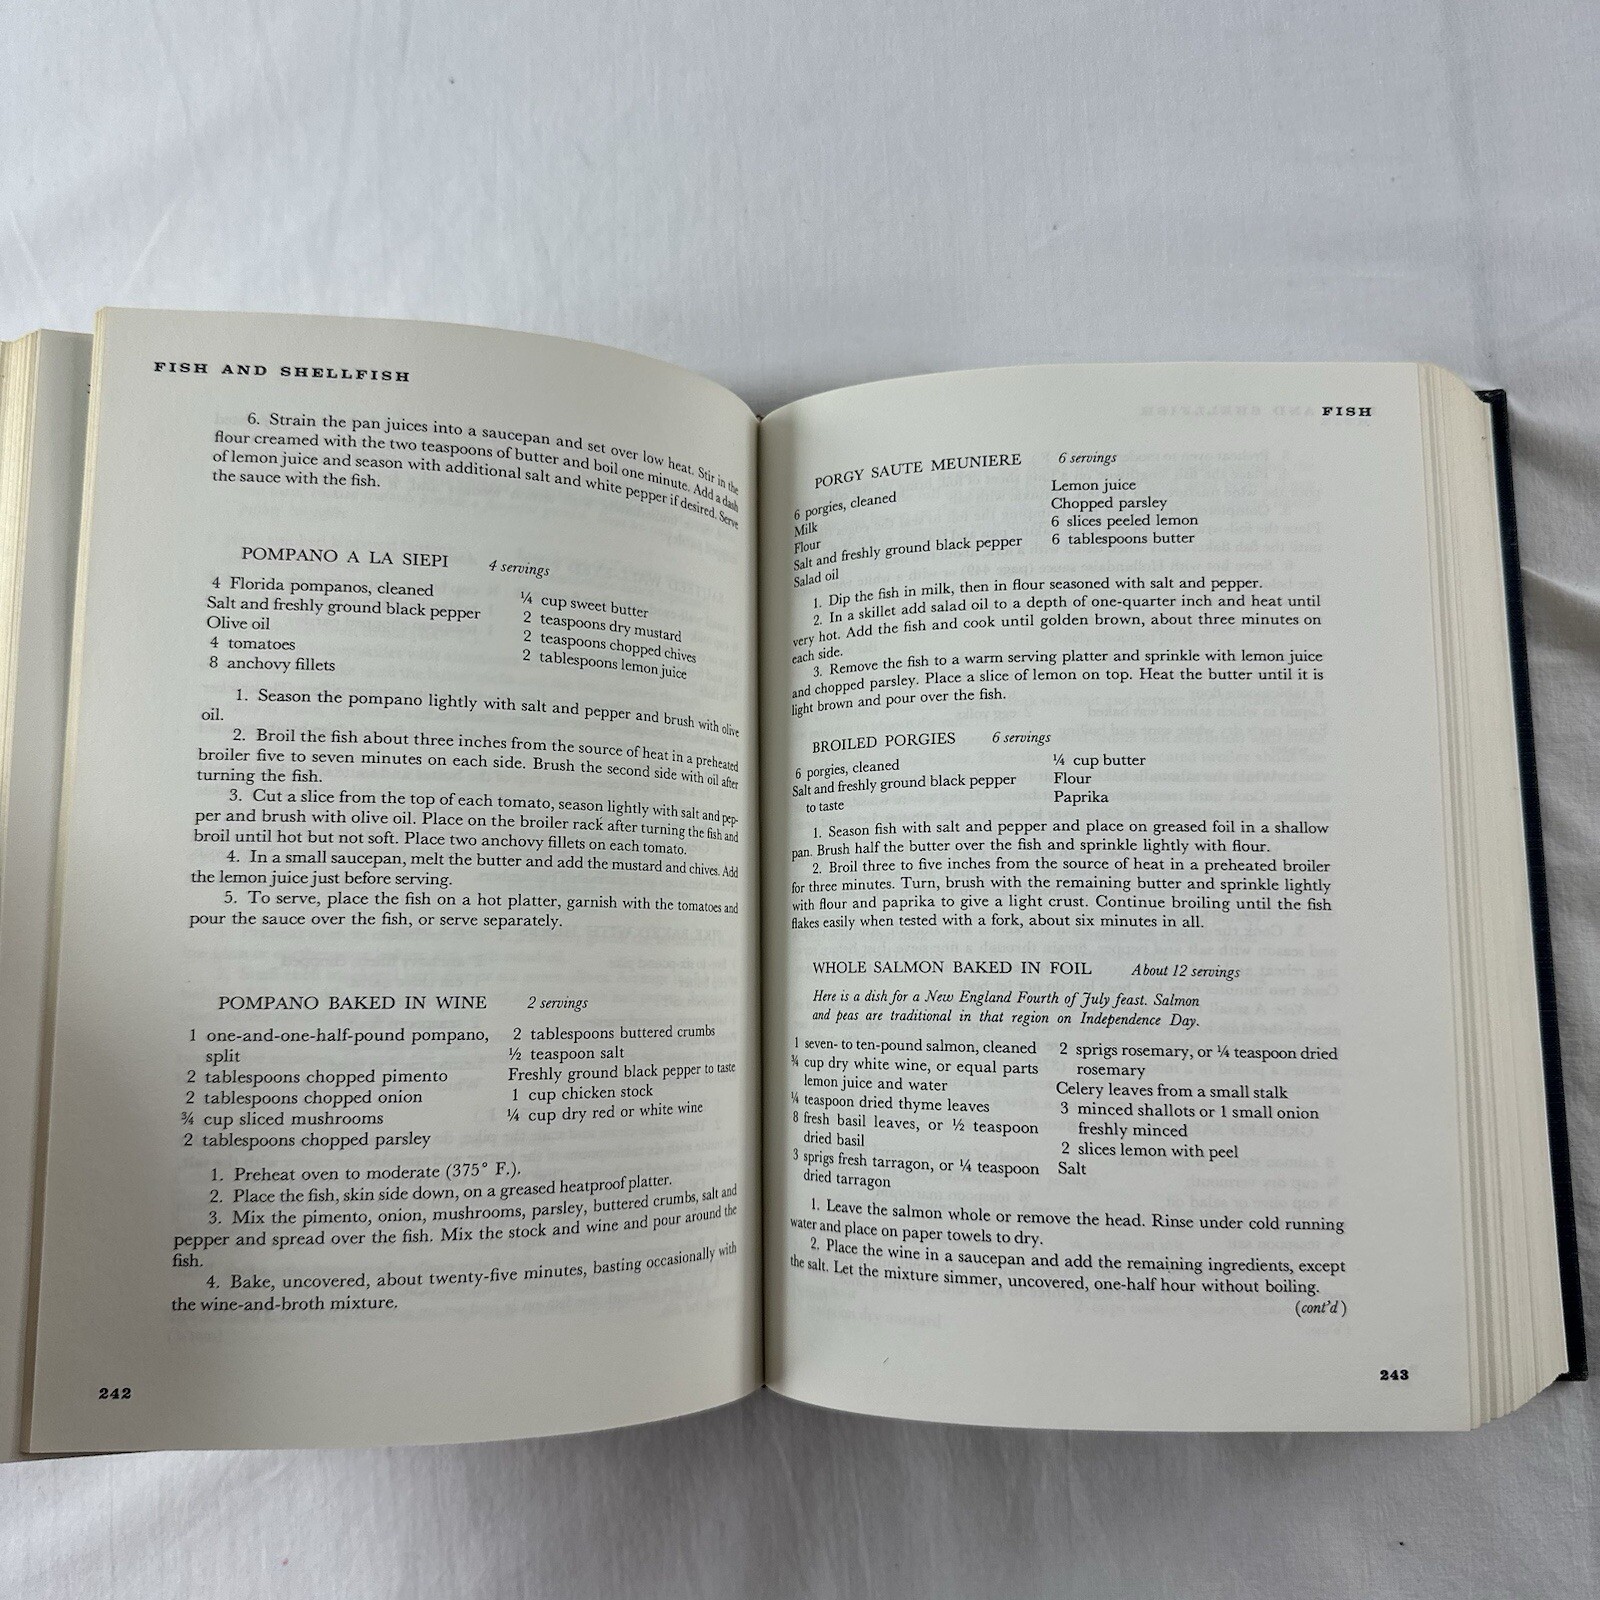 FISH AND SHELLFISH
6. Strain the pan juices into a saucepan and set over low heat. Stir in the
flour creamed with the two teaspoons of butter and boil one minute. Add a dash
of lemon juice and season with additional salt and white pepper if desired. Serve
the sauce with the fish.
POMPANO A LA SIEPI 4 servings
4 Florida pompanos, cleaned
Salt and freshly ground black pepper
Olive oil
4 tomatoes
8 anchovy fillets
¼ cup sweet butter
2 teaspoons dry mustard
2 teaspoons chopped chives
2 tablespoons lemon juice
1. Season the pompano lightly with salt and pepper and brush with olive
oil.
2. Broil the fish about three inches from the source of heat in a preheated
broiler five to seven minutes on each side. Brush the second side with oil after
turning the fish.
3. Cut a slice from the top of each tomato, season lightly with salt and pep-
per and brush with olive oil. Place on the broiler rack after turning the fish and
broil until hot but not soft. Place two anchovy fillets on each tomato.
4. In a small saucepan, melt the butter and add the mustard and chives. Add
the lemon juice just before serving.
5. To serve, place the fish on a hot platter, garnish with the tomatoes and
pour the sauce over the fish, or serve separately.
POMPANO BAKED IN WINE 2 servings
1 one-and-one-half-pound pompano,
split
2 tablespoons chopped pimento
2 tablespoons chopped onion
¾ cup sliced mushrooms
2 tablespoons chopped parsley
2 tablespoons buttered crumbs
½ teaspoon salt
Freshly ground black pepper to taste
1 cup chicken stock
¼ cup dry red or white wine
1. Preheat oven to moderate (375° F.).
2. Place the fish, skin side down, on a greased heatproof platter.
3. Mix the pimento, onion, mushrooms, parsley, buttered crumbs, salt and
pepper and spread over the fish. Mix the stock and wine and pour around the
fish.
4. Bake, uncovered, about twenty-five minutes, basting occasionally with
the wine-and-broth mixture.
242
FISH
PORGY SAUTE MEUNIERE 6 servings
6 porgies, cleaned
Milk
Flour
Salt and freshly ground black pepper
Salad oil
Lemon juice
Chopped parsley
6 slices peeled lemon
6 tablespoons butter
1. Dip the fish in milk, then in flour seasoned with salt and pepper.
2. In a skillet add salad oil to a depth of one-quarter inch and heat until
very hot. Add the fish and cook until golden brown, about three minutes on
each side.
3. Remove the fish to a warm serving platter and sprinkle with lemon juice
and chopped parsley. Place a slice of lemon on top. Heat the butter until it is
light brown and pour over the fish.
BROILED PORGIES 6 servings
6 porgies, cleaned
Salt and freshly ground black pepper
to taste
¼ cup butter
Flour
Paprika
1. Season fish with salt and pepper and place on greased foil in a shallow
pan. Brush half the butter over the fish and sprinkle lightly with flour.
2. Broil three to five inches from the source of heat in a preheated broiler
for three minutes. Turn, brush with the remaining butter and sprinkle lightly
with flour and paprika to give a light crust. Continue broiling until the fish
flakes easily when tested with a fork, about six minutes in all.
WHOLE SALMON BAKED IN FOIL About 12 servings
Here is a dish for a New England Fourth of July feast. Salmon
and peas are traditional in that region on Independence Day.
1 seven- to ten-pound salmon, cleaned
¾ cup dry white wine, or equal parts
lemon juice and water
¼ teaspoon dried thyme leaves
8 fresh basil leaves, or ½ teaspoon
dried basil
3 sprigs fresh tarragon, or ¼ teaspoon
dried tarragon
2 sprigs rosemary, or ¼ teaspoon dried
rosemary
Celery leaves from a small stalk
3 minced shallots or 1 small onion
freshly minced
2 slices lemon with peel
Salt
1. Leave the salmon whole or remove the head. Rinse under cold running
water and place on paper towels to dry.
2. Place the wine in a saucepan and add the remaining ingredients, except
the salt. Let the mixture simmer, uncovered, one-half hour without boiling.
(cont'd)
243